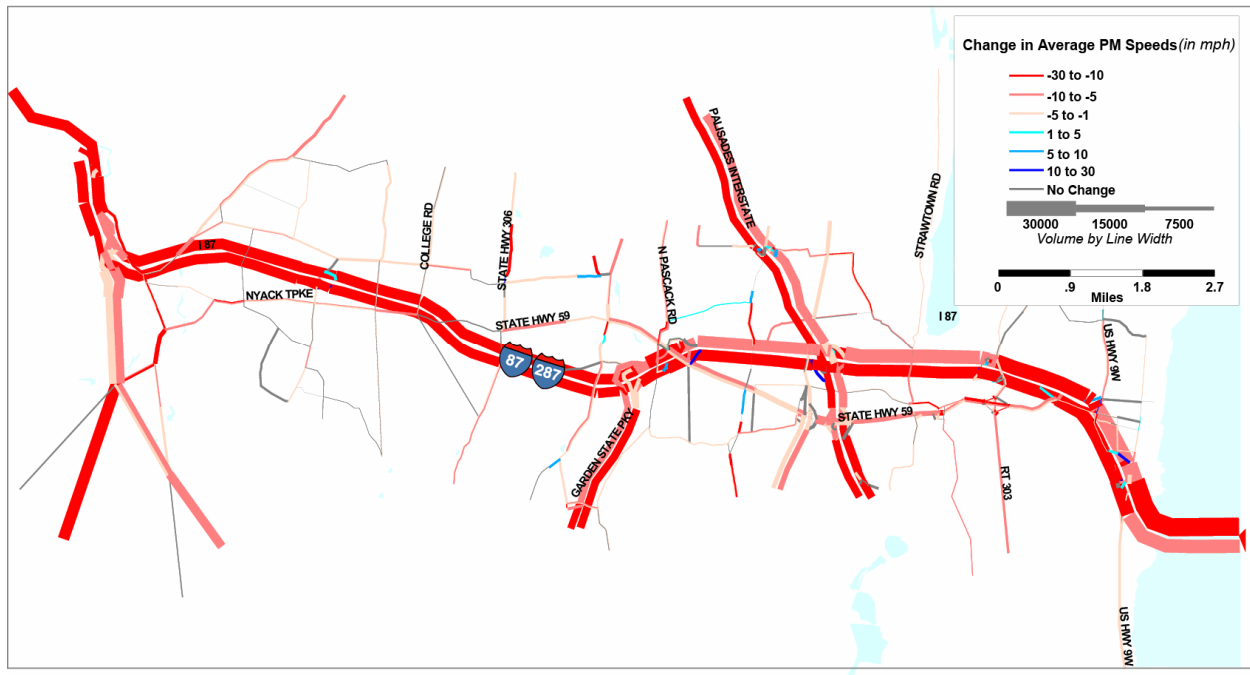 Change in Average PM Speeds(in mph)
-30 to -10
-10 to -5
-5 to -1
1 to 5
5 to 10
10 to 30
No Change
30000 15000 7500
Volume by Line Width
0 .9 1.8 2.7
Miles
PALISADES INTERSTATE
STRAWTOWN RD
COLLEGE RD
STATE HWY 306
N PASCACK RD
I 87
NYACK TPKE
STATE HWY 59
I 87
US HWY 9W
87
287
GARDEN STATE PKY
STATE HWY 59
RT 303
US HWY 9W